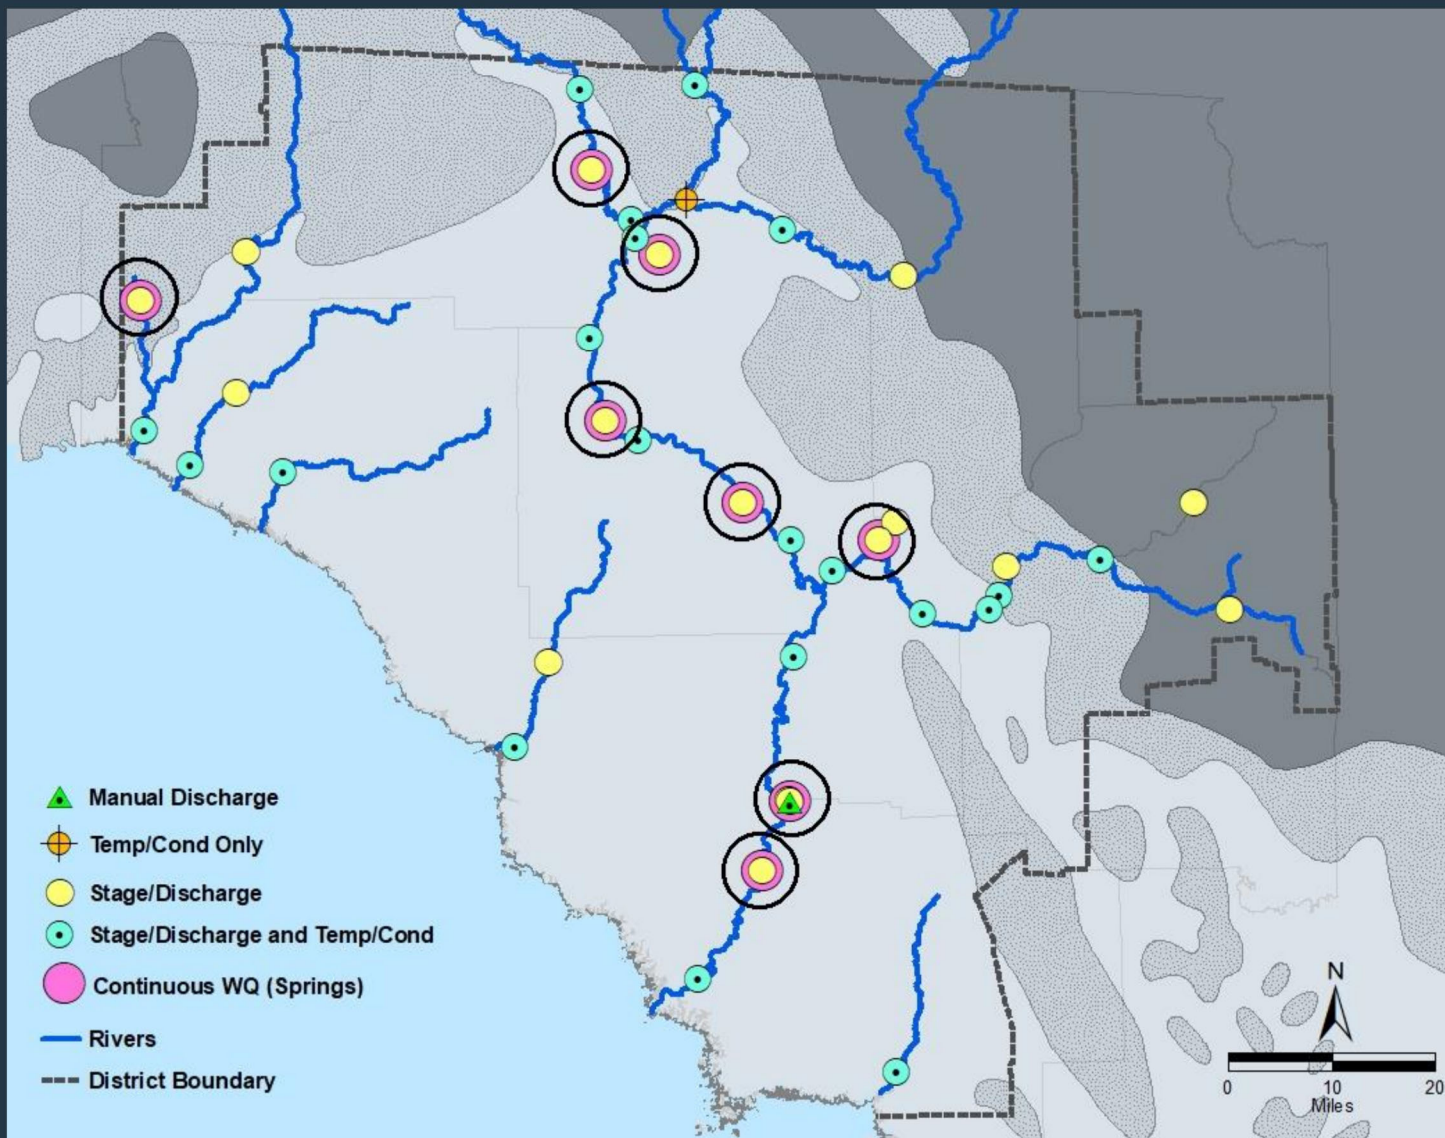 Manual Discharge
Temp/Cond Only
Stage/Discharge
Stage/Discharge and Temp/Cond
Continuous WQ (Springs)
Rivers
District Boundary
N
0 10 20
Miles